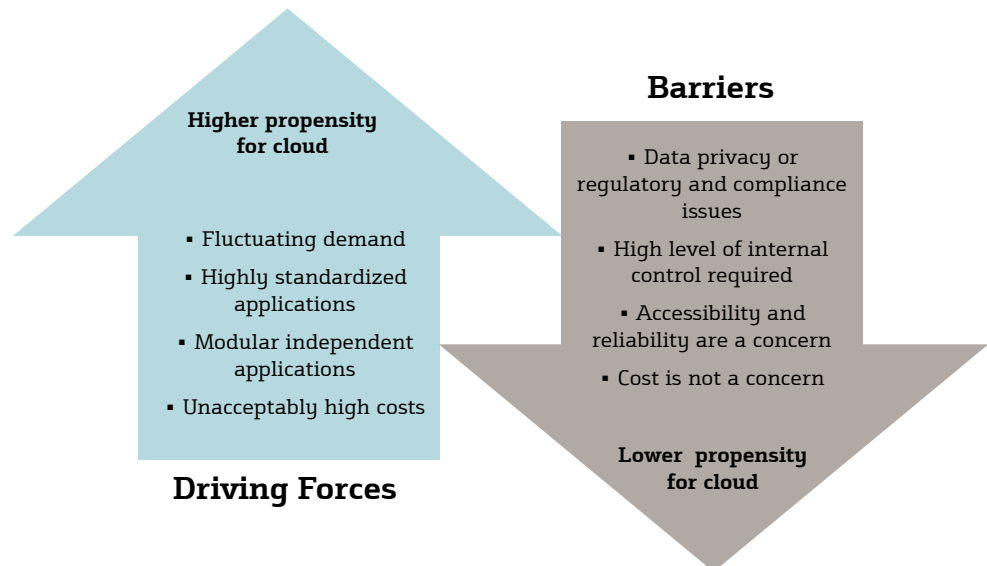 Higher propensity
for cloud
▪ Fluctuating demand
▪ Highly standardized
applications
▪ Modular independent
applications
▪ Unacceptably high costs
Driving Forces
Barriers
▪ Data privacy or
regulatory and compliance
issues
▪ High level of internal
control required
▪ Accessibility and
reliability are a concern
▪ Cost is not a concern
Lower propensity
for cloud